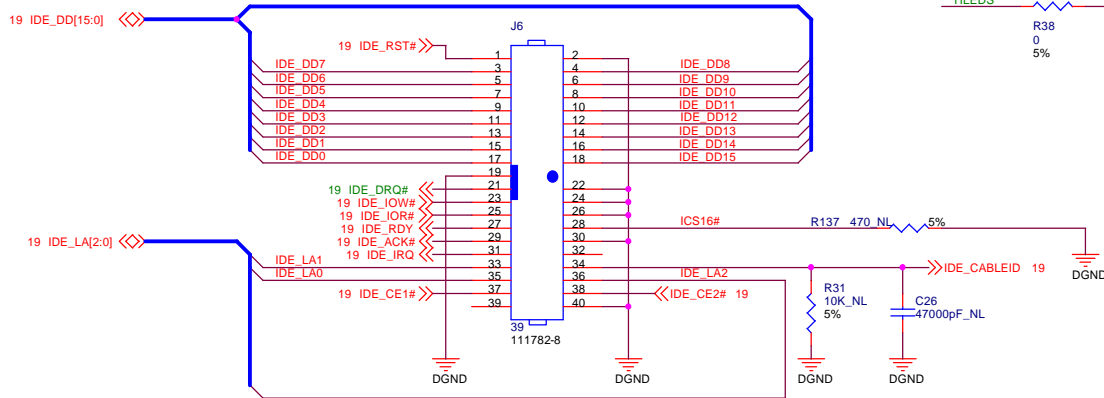 HLEDS
R38
0
5%
19 IDE_DD[15:0]
J6
19 IDE_RST#
1 2
IDE_DD7 3 4 IDE_DD8
IDE_DD6 5 6 IDE_DD9
IDE_DD5 7 8 IDE_DD10
IDE_DD4 9 10 IDE_DD11
IDE_DD3 11 12 IDE_DD12
IDE_DD2 13 14 IDE_DD13
IDE_DD1 15 16 IDE_DD14
IDE_DD0 17 18 IDE_DD15
19
19 IDE_DRQ# 21 22
19 IDE_IOW# 23 24
19 IDE_IOR# 25 26
19 IDE_RDY 27 28 ICS16# R137 470_NL 5%
19 IDE_ACK# 29 30
19 IDE_IRQ 31 32
19 IDE_LA[2:0]
IDE_LA1 33 34 IDE_CABLEID 19
IDE_LA0 35 36 IDE_LA2
19 IDE_CE1# 37 38 IDE_CE2# 19
39 40
DGND
R31
10K_NL
5%
C26
47000pF_NL
39
111782-8
DGND
DGND
DGND
DGND